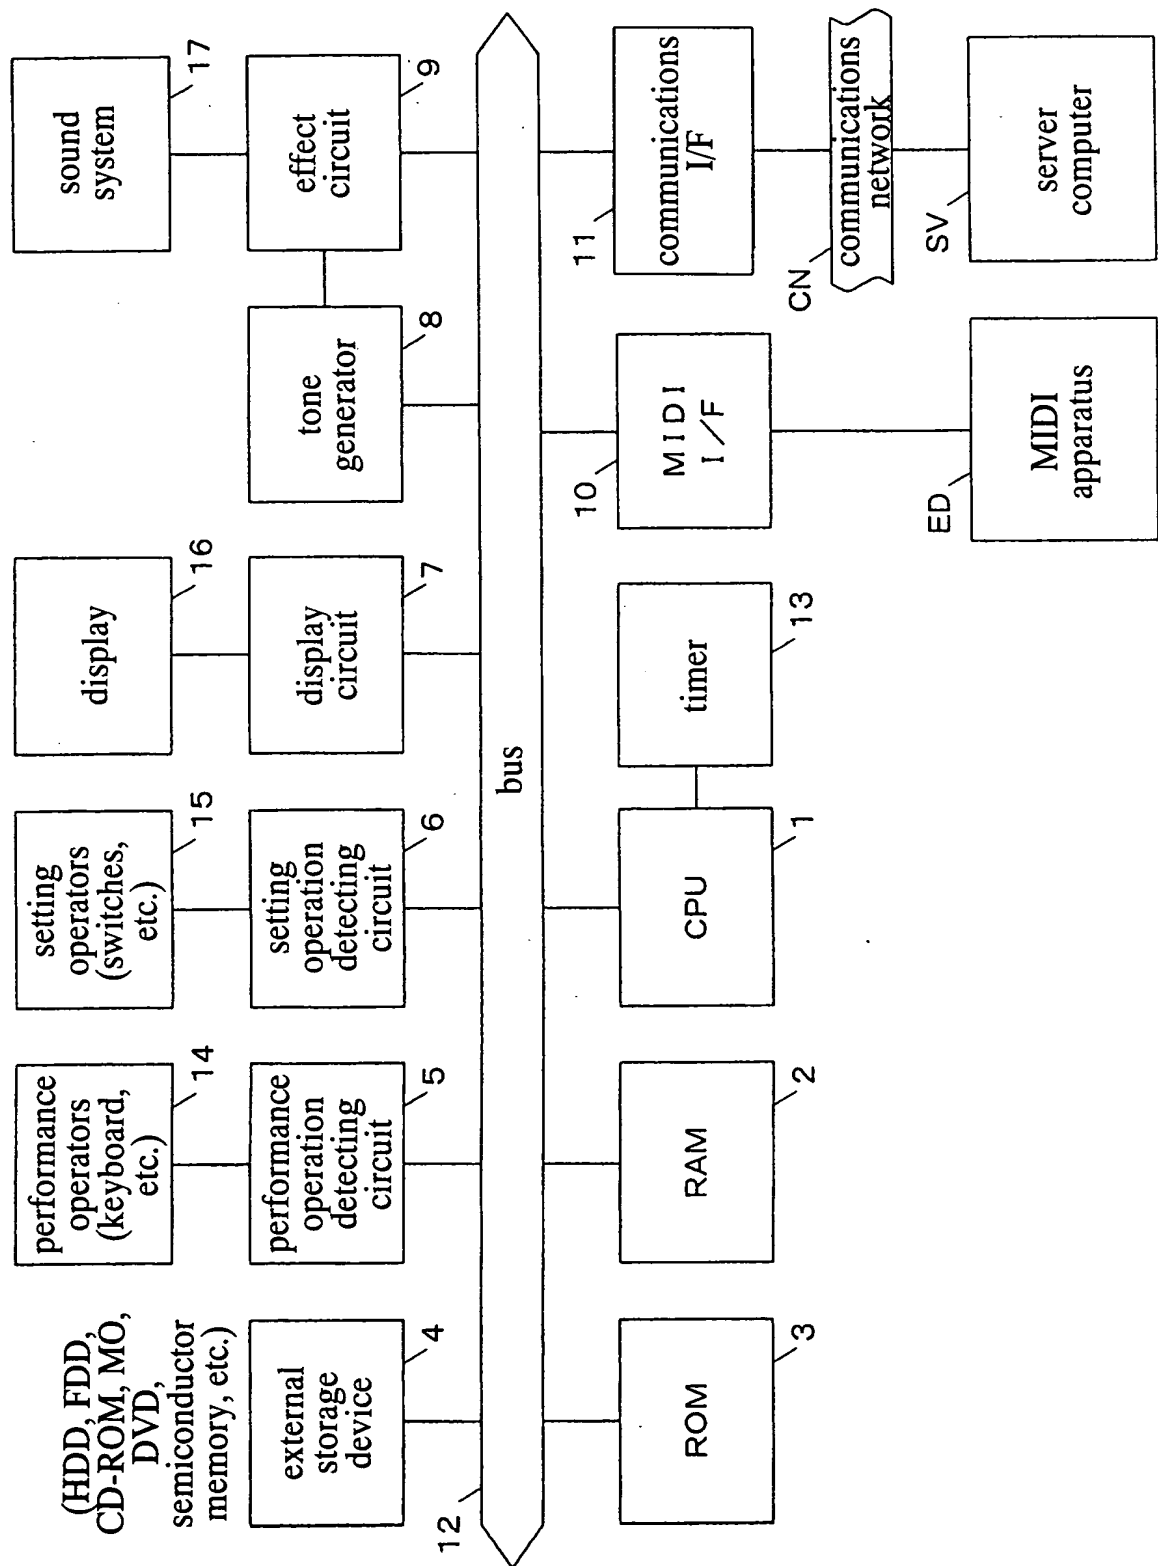 (HDD, FDD,
CD-ROM, MO,
DVD,
semiconductor
memory, etc.)
performance
operators
(keyboard,
etc.)
14
setting
operators
(switches,
etc.)
15
display
16
sound
system
17
external
storage
device
4
performance
operation
detecting
circuit
5
setting
operation
detecting
circuit
6
display
circuit
7
tone
generator
8
effect
circuit
9
12
bus
ROM
3
RAM
2
CPU
1
timer
13
10
MIDI
I/F
11
communications
I/F
CN
communications
network
ED
MIDI
apparatus
SV
server
computer